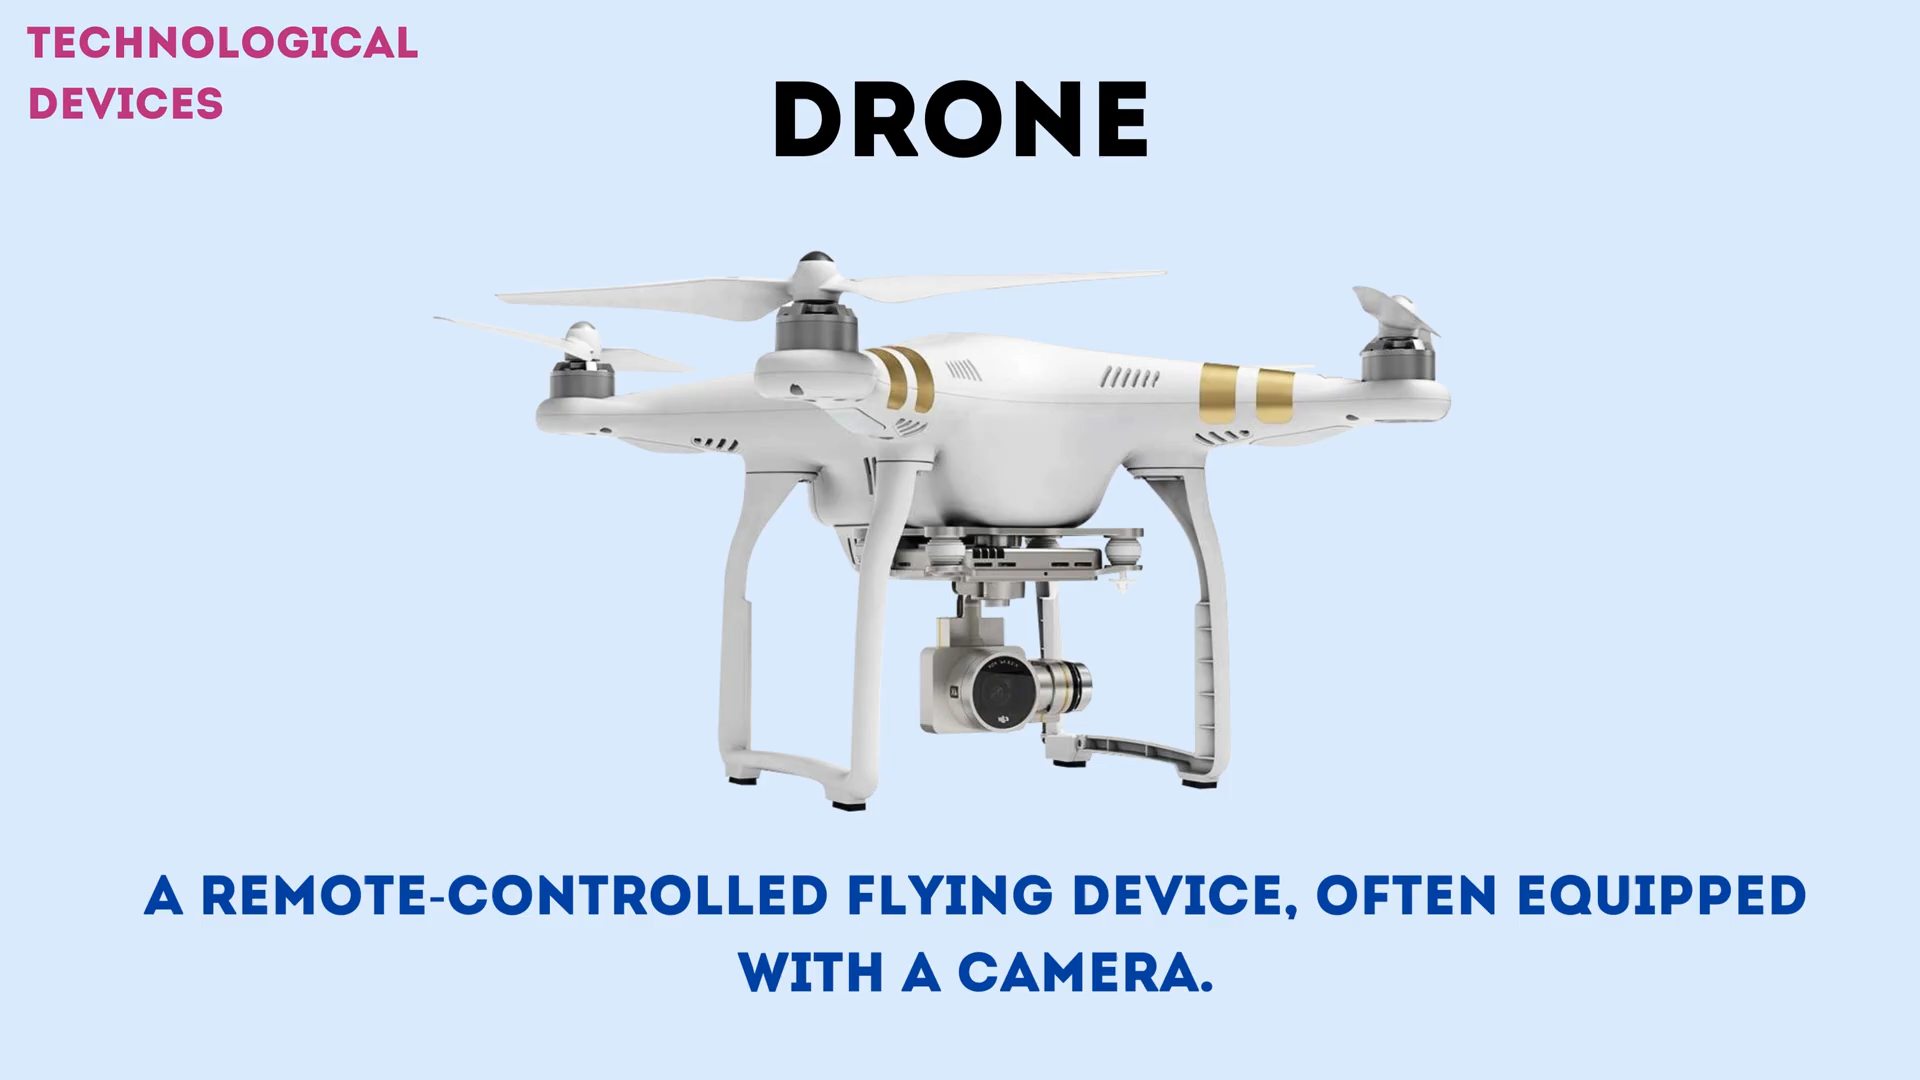 TECHNOLOGICAL
DEVICES
DRONE
A REMOTE-CONTROLLED FLYING DEVICE, OFTEN EQUIPPED
WITH A CAMERA.